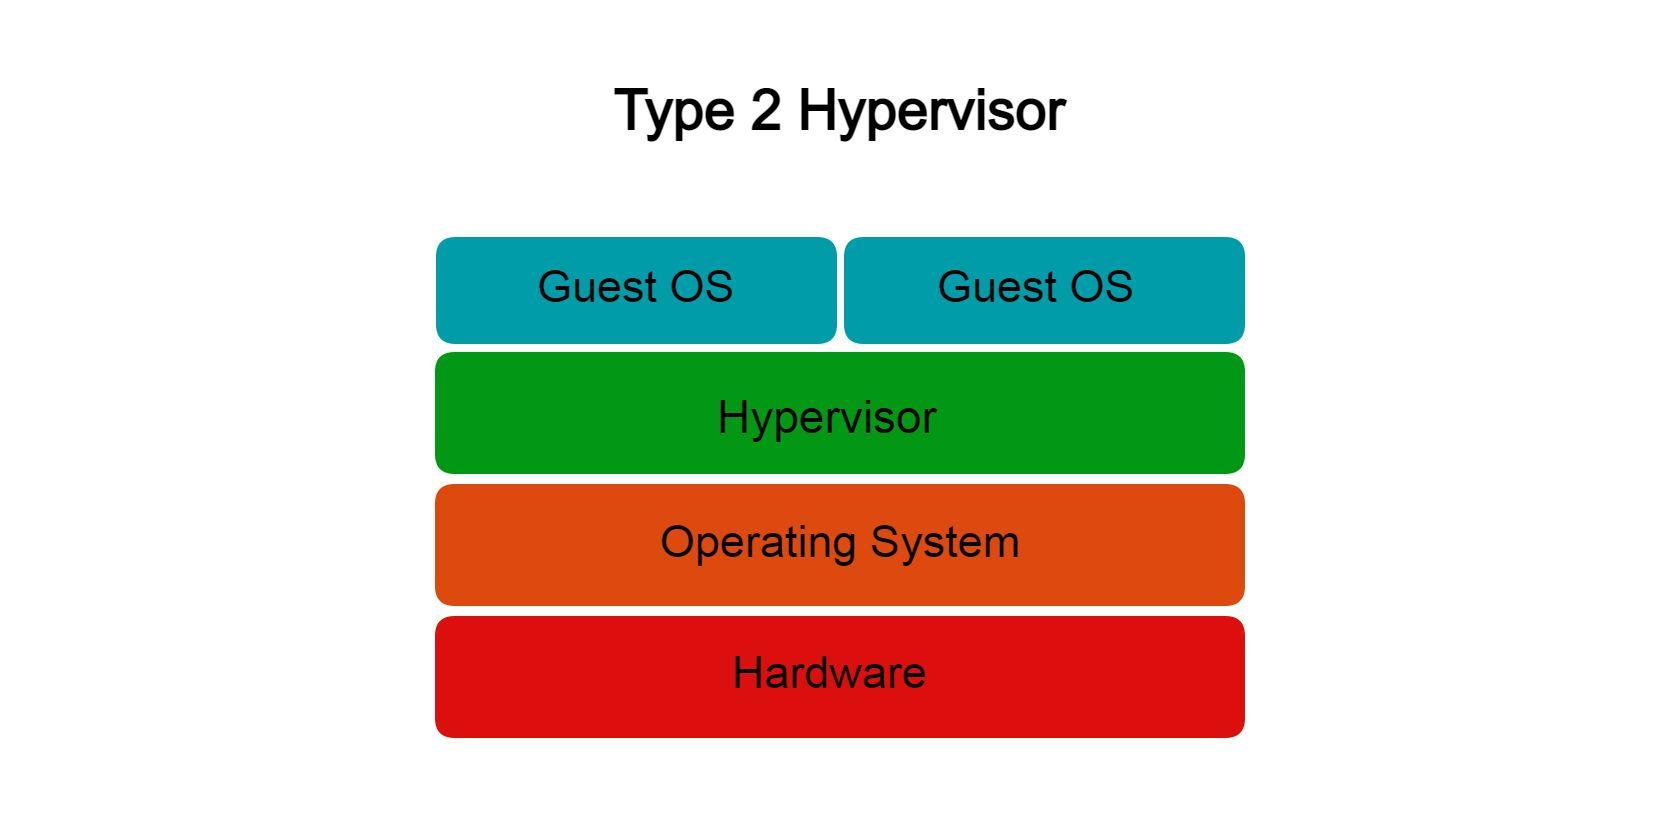 Type 2 Hypervisor
Guest OS
Guest OS
Hypervisor
Operating System
Hardware